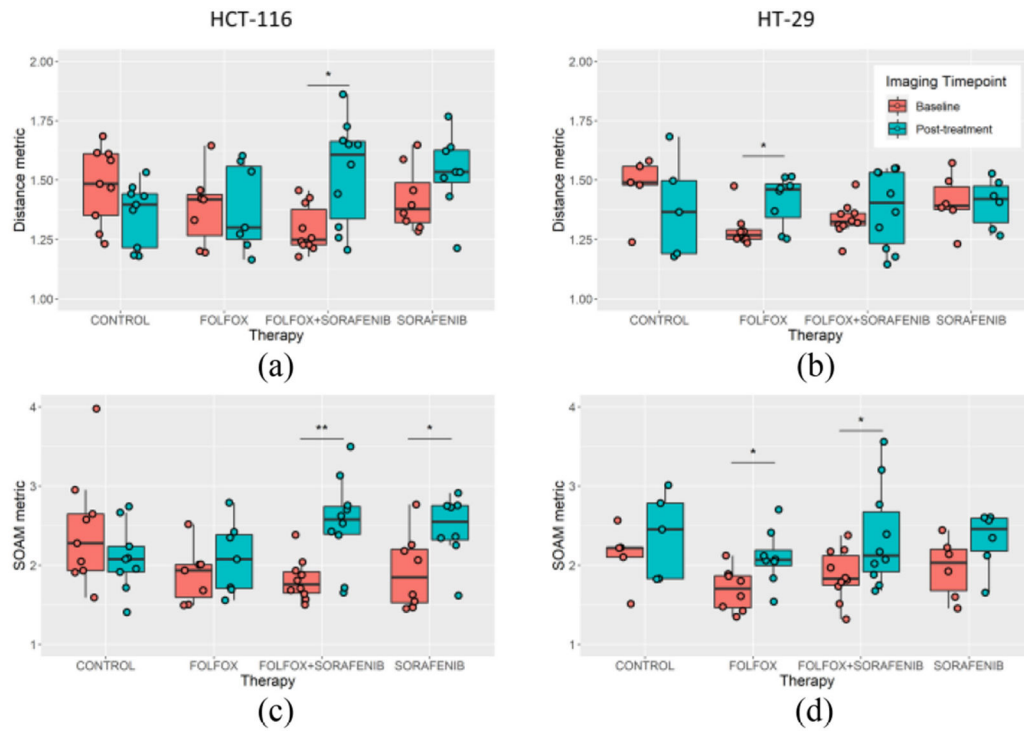 HCT-116
HT-29
2.00
1.75
1.50
1.25
1.00
Distance metric
*
CONTROL FOLFOX FOLFOX+SORAFENIB SORAFENIB
Therapy
(a)
2.00
1.75
1.50
1.25
1.00
Distance metric
*
Imaging Timepoint
Baseline
Post-treatment
CONTROL FOLFOX FOLFOX+SORAFENIB SORAFENIB
Therapy
(b)
4
3
2
1
SOAM metric
**
*
CONTROL FOLFOX FOLFOX+SORAFENIB SORAFENIB
Therapy
(c)
4
3
2
1
SOAM metric
*
*
CONTROL FOLFOX FOLFOX+SORAFENIB SORAFENIB
Therapy
(d)